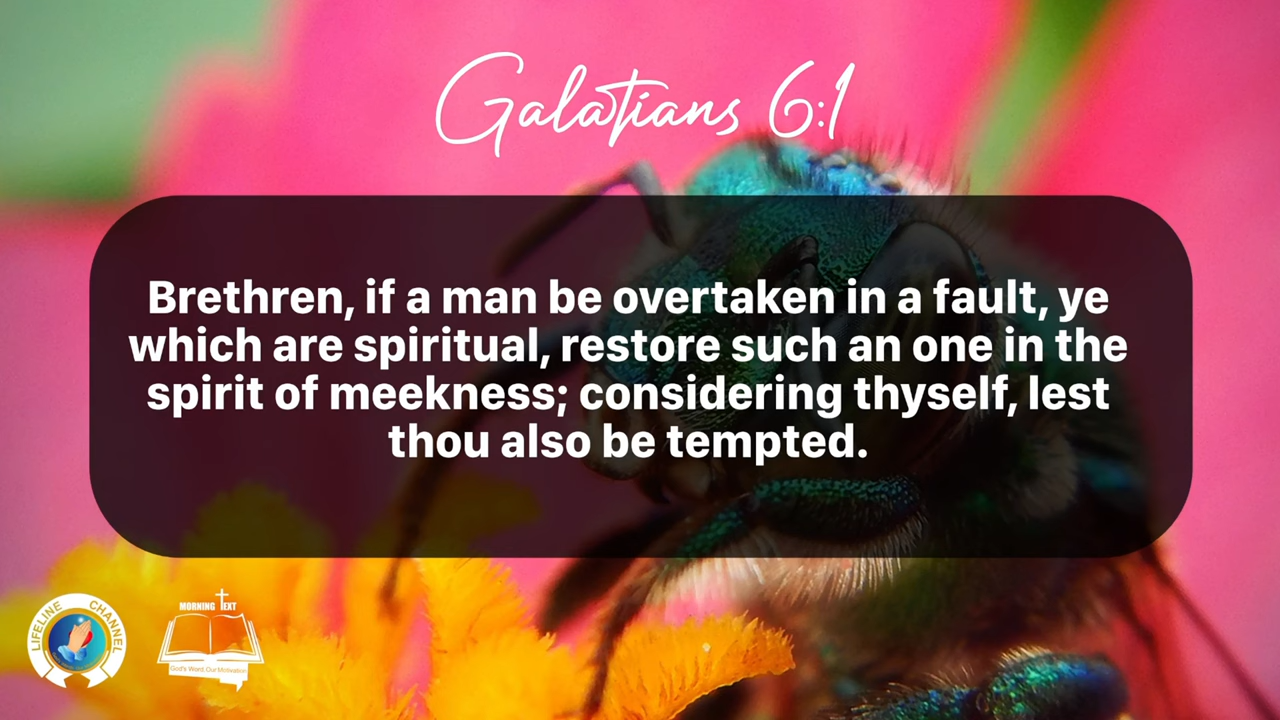 Galatians 6:1
Brethren, if a man be overtaken in a fault, ye
which are spiritual, restore such an one in the
spirit of meekness; considering thyself, lest
thou also be tempted.
LIFELINE CHANNEL
MORNING TEXT
God's Word, Our Motivation